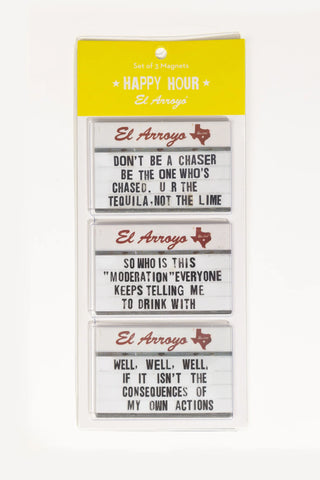 Set of 3 Magnets
HAPPY HOUR
El Arroyo
El Arroyo
DON'T BE A CHASER
BE THE ONE WHO'S
CHASED. U R THE
TEQUILA, NOT THE LIME
El Arroyo
SO WHO IS THIS
"MODERATION" EVERYONE
KEEPS TELLING ME
TO DRINK WITH
El Arroyo
WELL, WELL, WELL,
IF IT ISN'T THE
CONSEQUENCES OF
MY OWN ACTIONS